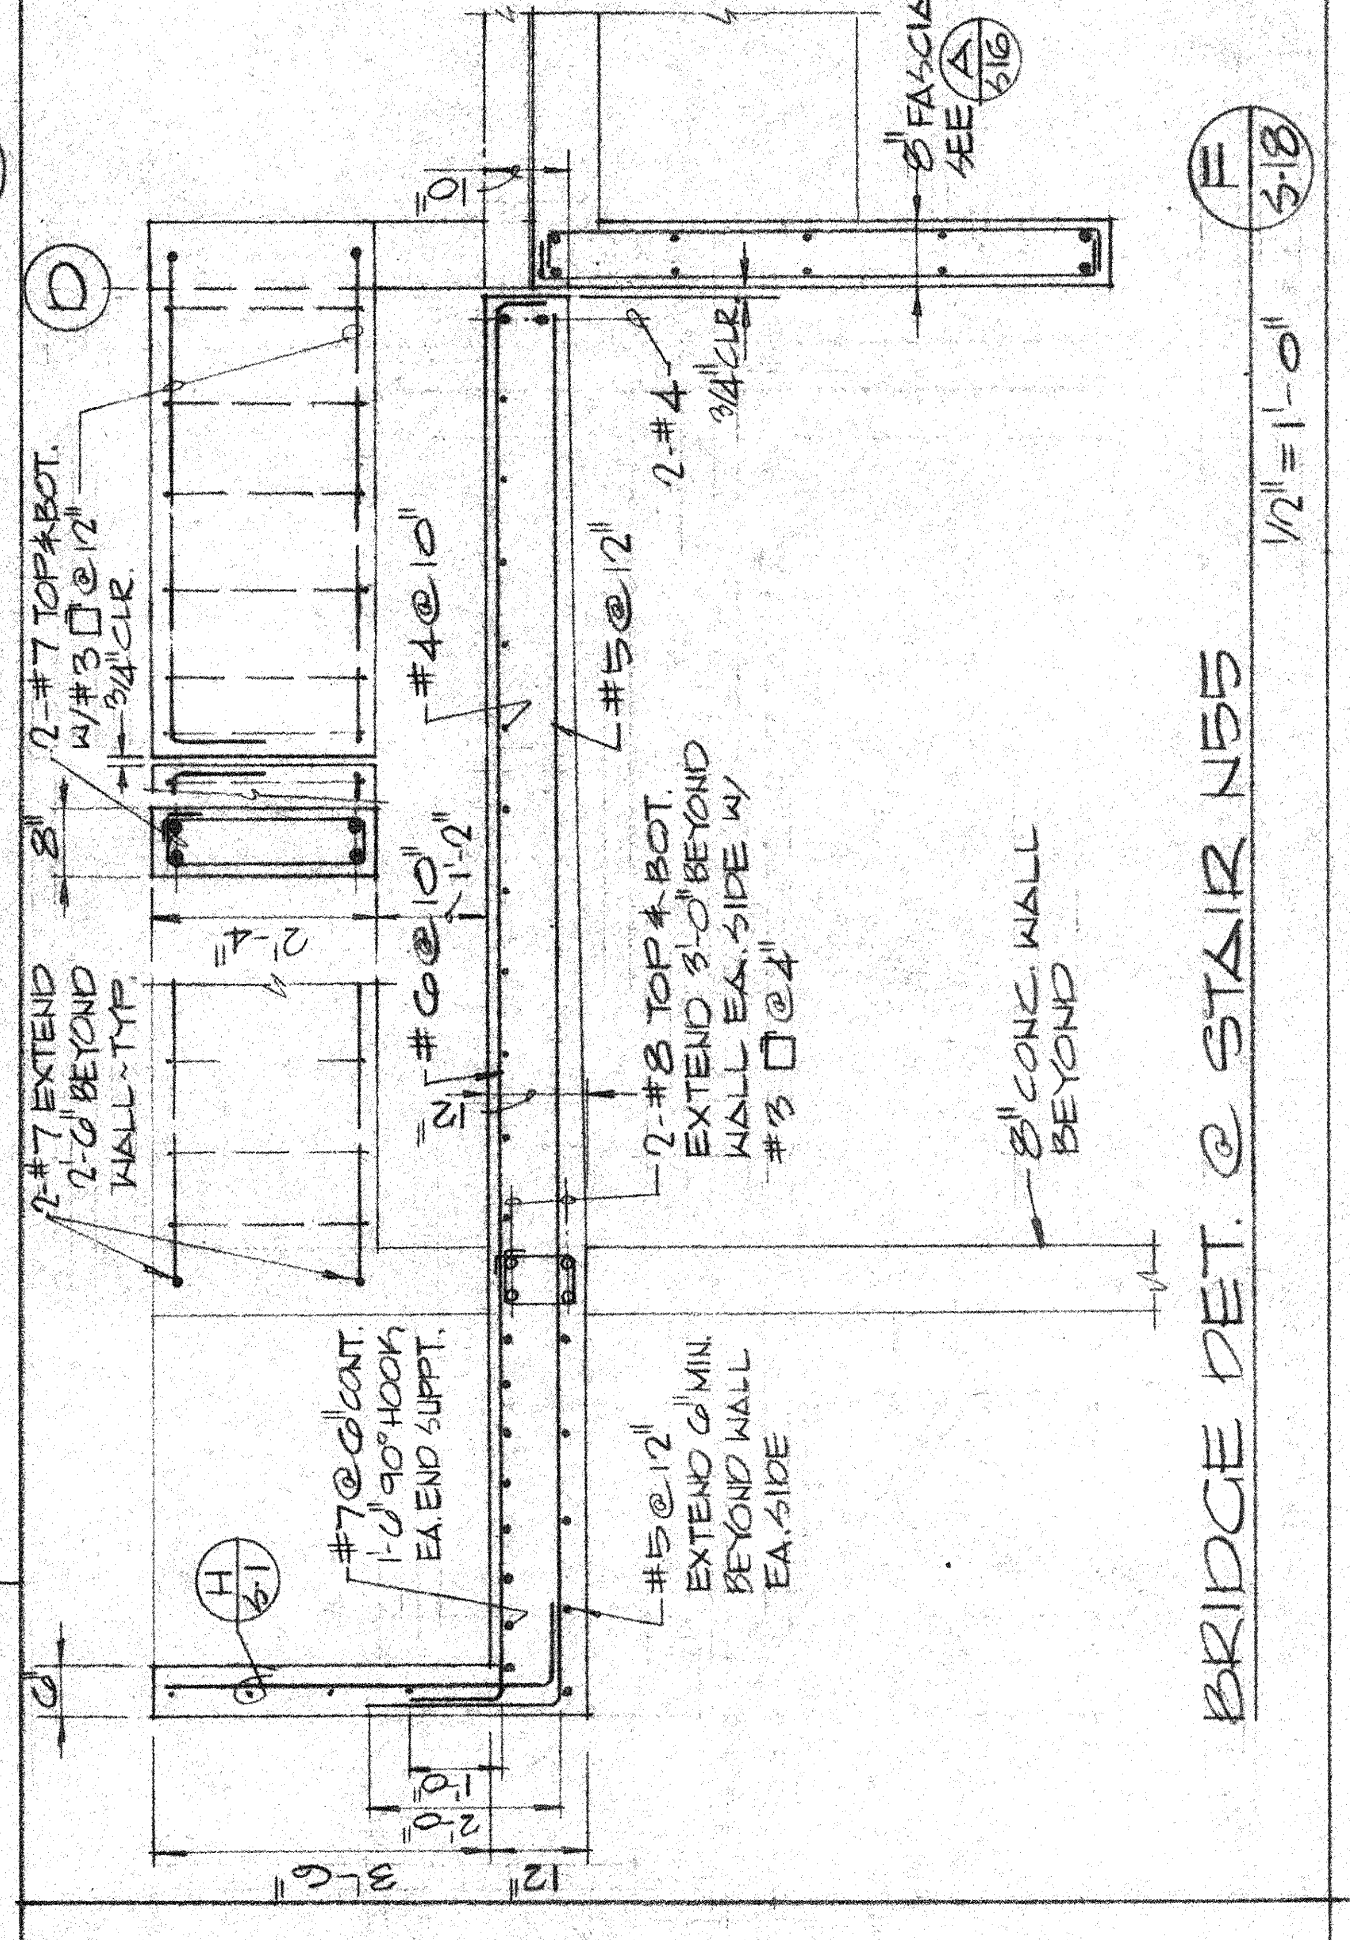 D
2-#7 EXTEND
2'-6" BEYOND
WALL~TYP.
8"
2-#7 TOP & BOT.
W/#3 @ 12"
3/4" CLR.
6"
H
S-1
2'-4"
#7 @ 6" CONT.
1'-6" 90° HOOK
EA. END SUPPT.
#6 @ 10"
1'-2"
#4 @ 10"
10"
12"
3'-6"
12"
2'-0"
1'-0"
#5 @ 12"
EXTEND 6" MIN.
BEYOND WALL
EA. SIDE
2-#8 TOP & BOT.
EXTEND 3'-0" BEYOND
WALL EA. SIDE W/
#3 @ 4"
#5 @ 12"
2-#4
3/4" CLR.
8" FASCIA
SEE A
S16
8" CONC. WALL
BEYOND
BRIDGE DET. @ STAIR N55
1/2" = 1'-0"
F
S-18